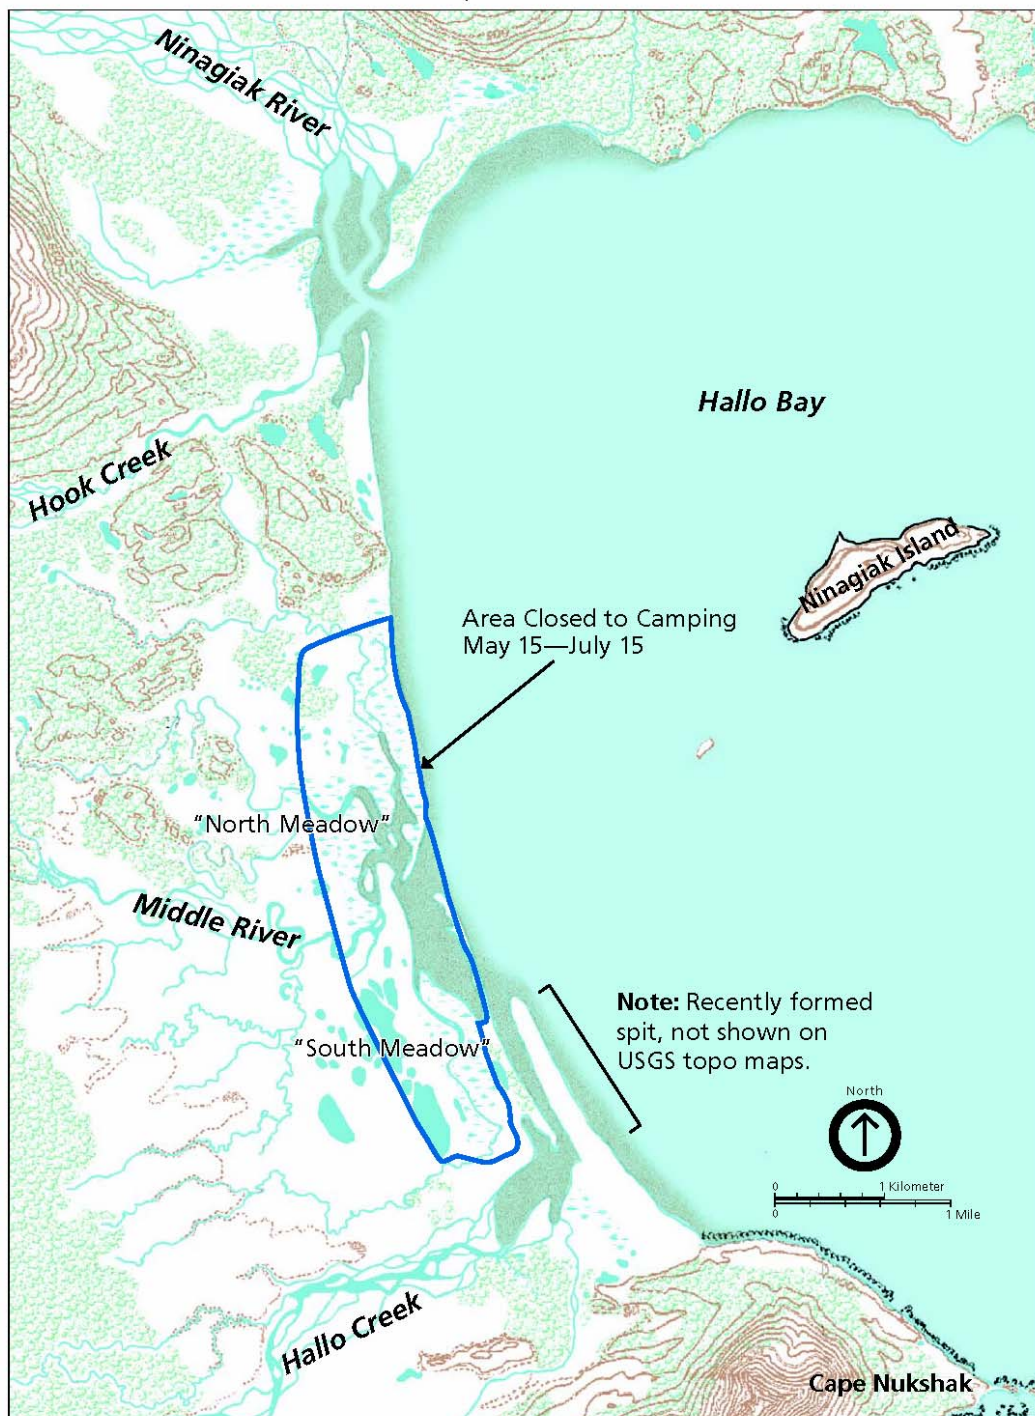 Ninagiak River
Hallo Bay
Hook Creek
Ninagiak Island
Area Closed to Camping
May 15—July 15
"North Meadow"
Middle River
Note: Recently formed
spit, not shown on
USGS topo maps.
"South Meadow"
North
0 1 Kilometer
0 1 Mile
Hallo Creek
Cape Nukshak